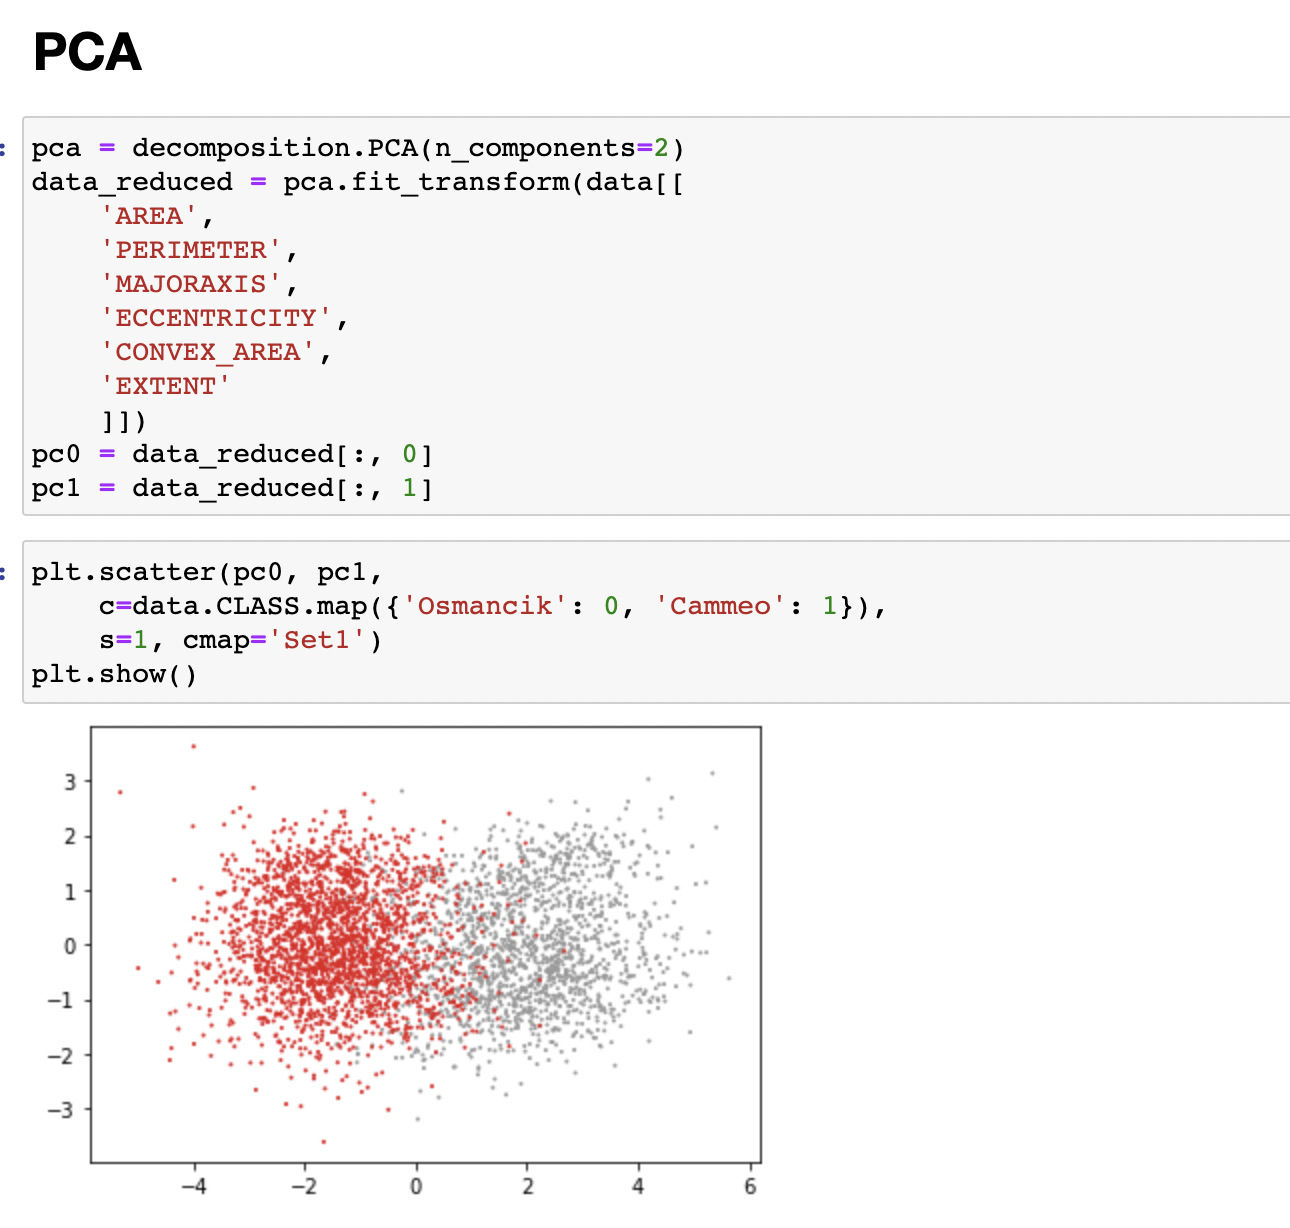 PCA
:
pca = decomposition.PCA(n_components=2)
data_reduced = pca.fit_transform(data[[
    'AREA',
    'PERIMETER',
    'MAJORAXIS',
    'ECCENTRICITY',
    'CONVEX_AREA',
    'EXTENT'
    ]])
pc0 = data_reduced[:, 0]
pc1 = data_reduced[:, 1]
:
plt.scatter(pc0, pc1,
    c=data.CLASS.map({'Osmancik': 0, 'Cammeo': 1}),
    s=1, cmap='Set1')
plt.show()
3
2
1
0
−1
−2
−3
−4 −2 0 2 4 6